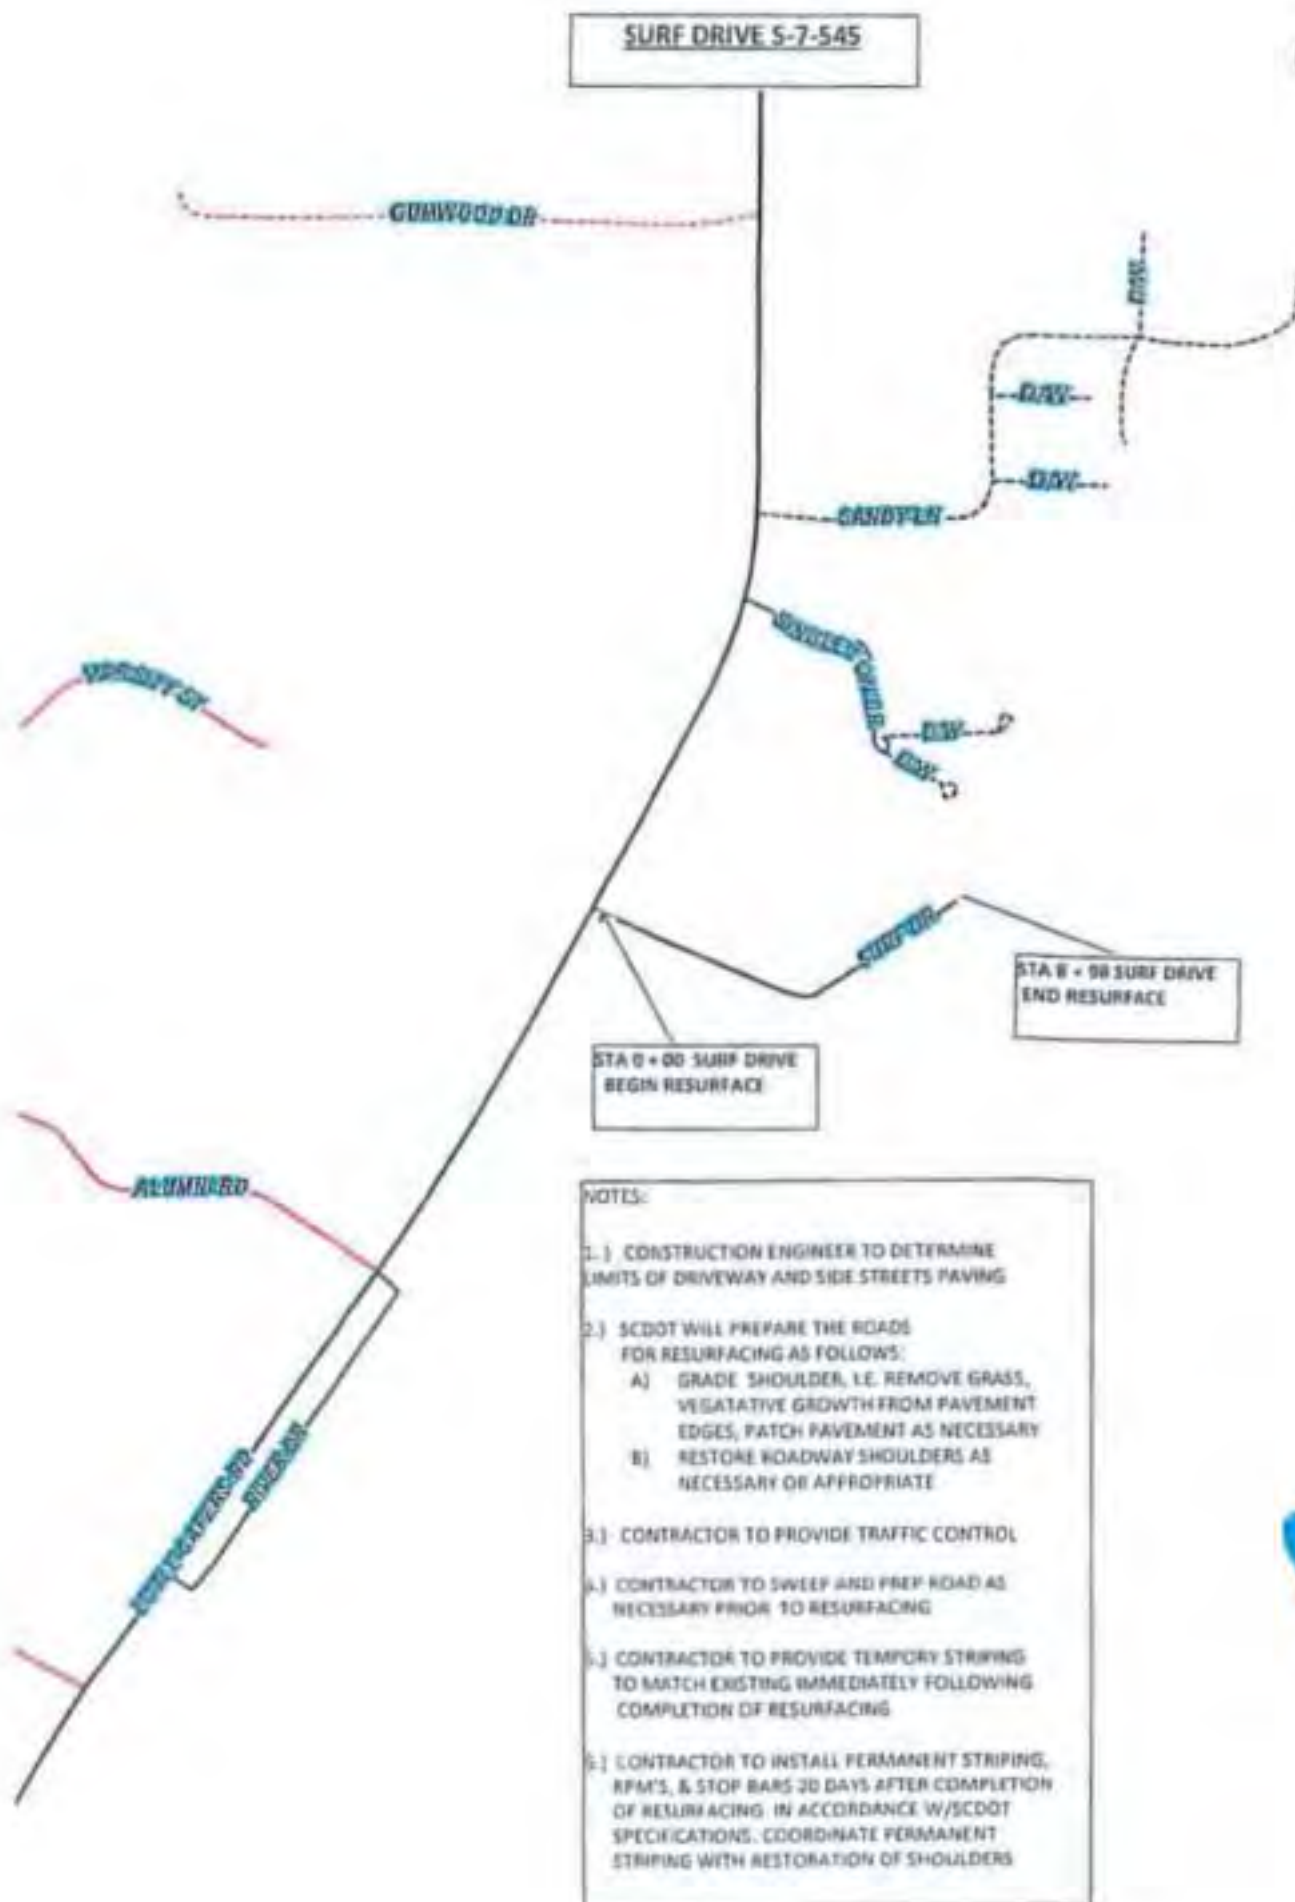 SURF DRIVE S-7-545
GUMWOOD DR
D/W
D/W
D/W
CANDY LN
D/W
D/W
SURF DR
STA 8 + 98 SURF DRIVE
END RESURFACE
STA 0 + 00 SURF DRIVE
BEGIN RESURFACE
ALUMNI RD
RD
NOTES:
1.) CONSTRUCTION ENGINEER TO DETERMINE
LIMITS OF DRIVEWAY AND SIDE STREETS PAVING
2.) SCDOT WILL PREPARE THE ROADS
FOR RESURFACING AS FOLLOWS:
A) GRADE SHOULDER, I.E. REMOVE GRASS,
VEGATATIVE GROWTH FROM PAVEMENT
EDGES, PATCH PAVEMENT AS NECESSARY
B) RESTORE ROADWAY SHOULDERS AS
NECESSARY OR APPROPRIATE
3.) CONTRACTOR TO PROVIDE TRAFFIC CONTROL
4.) CONTRACTOR TO SWEEP AND PREP ROAD AS
NECESSARY PRIOR TO RESURFACING
5.) CONTRACTOR TO PROVIDE TEMPORY STRIPING
TO MATCH EXISTING IMMEDIATELY FOLLOWING
COMPLETION OF RESURFACING
6.) CONTRACTOR TO INSTALL PERMANENT STRIPING,
RPM'S, & STOP BARS 20 DAYS AFTER COMPLETION
OF RESURFACING IN ACCORDANCE W/SCDOT
SPECIFICATIONS. COORDINATE PERMANENT
STRIPING WITH RESTORATION OF SHOULDERS